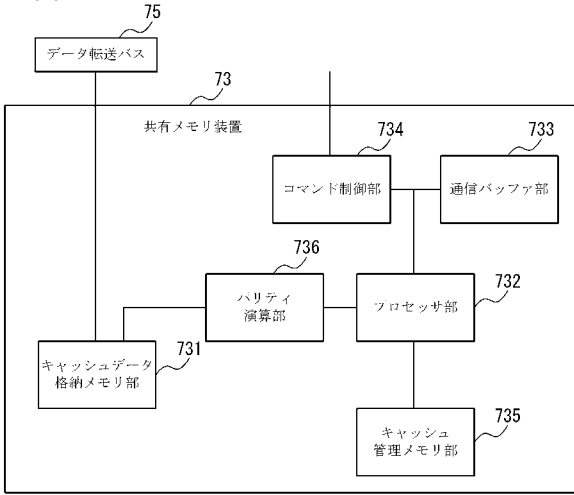 75
データ転送バス
73
共有メモリ装置
734
733
コマンド制御部
通信バッファ部
736
パリティ
演算部
732
プロセッサ部
731
キャッシュデータ
格納メモリ部
735
キャッシュ
管理メモリ部